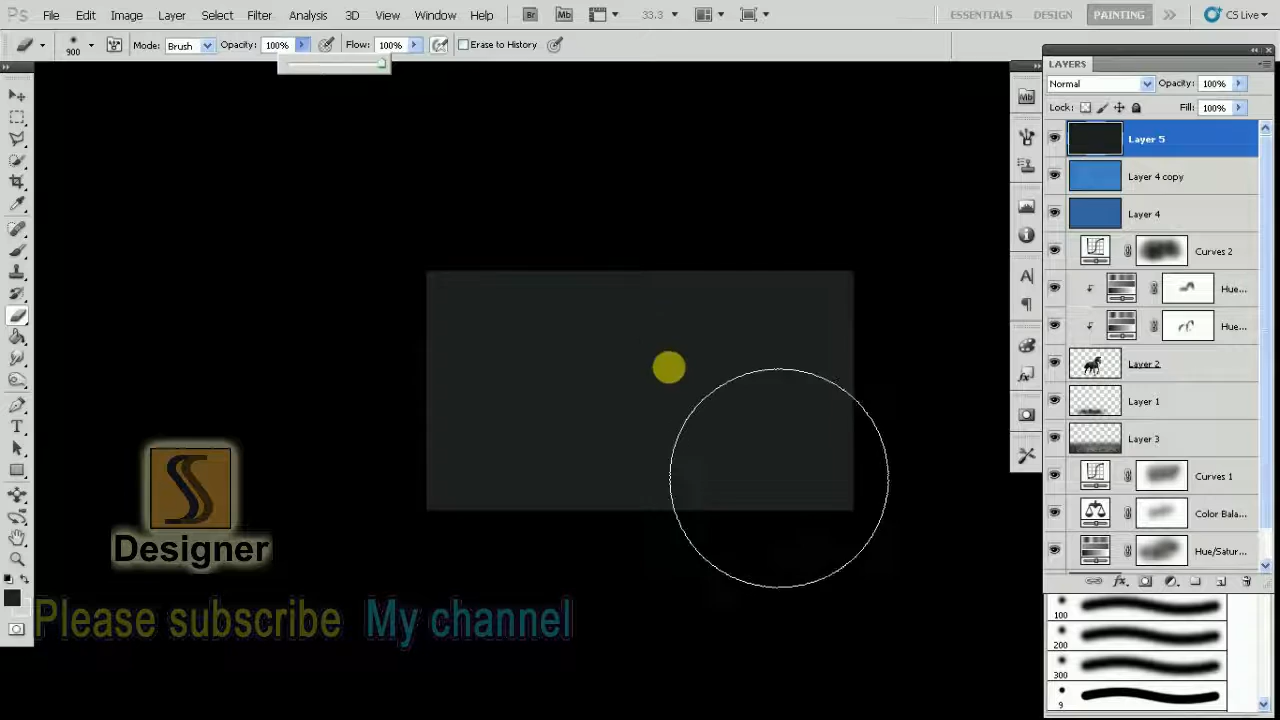 Ps File Edit Image Layer Select Filter Analysis 3D View Window Help Br Mb 33.3 ESSENTIALS DESIGN PAINTING CS Live
900 Mode: Brush Opacity: 100% Flow: 100% Erase to History
LAYERS
Normal Opacity: 100%
Lock: Fill: 100%
Layer 5
Layer 4 copy
Layer 4
Curves 2
Hue...
Hue...
Layer 2
Layer 1
Layer 3
Curves 1
Color Bala...
Hue/Satur...
100
200
300
9
Designer
Please subscribe My channel